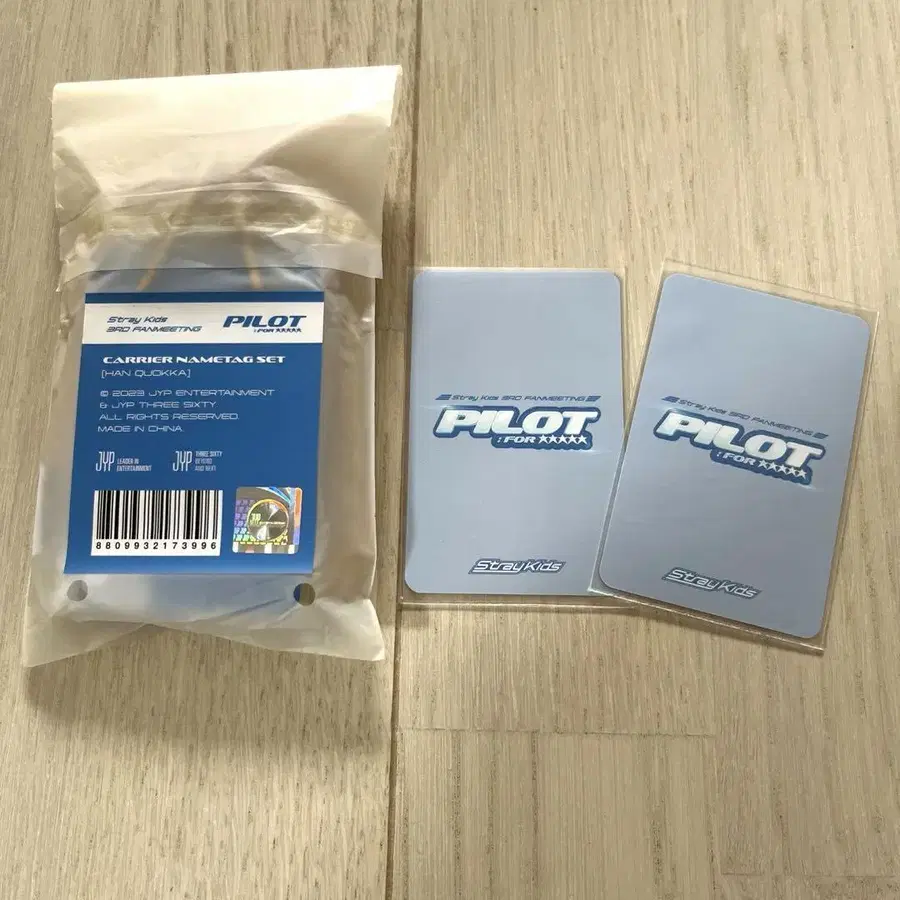 Stray Kids
3RD FANMEETING
PILOT
: FOR ★★★★★
CARRIER NAMETAG SET
[HAN QUOKKA]
© 2023 JYP ENTERTAINMENT
& JYP THREE SIXTY
ALL RIGHTS RESERVED.
MADE IN CHINA.
JYP LEADER IN
ENTERTAINMENT
JYP THREE SIXTY
BEYOND
AND NEXT
8809932173996
Stray Kids 3RD FANMEETING
PILOT
: FOR ★★★★★
Stray Kids
Stray Kids 3RD FANMEETING
PILOT
: FOR ★★★★★
Stray Kids